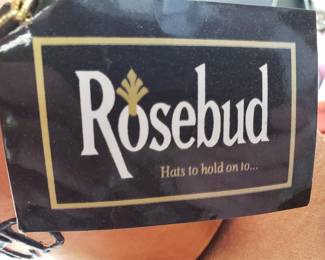 Rosebud
Hats to hold on to...